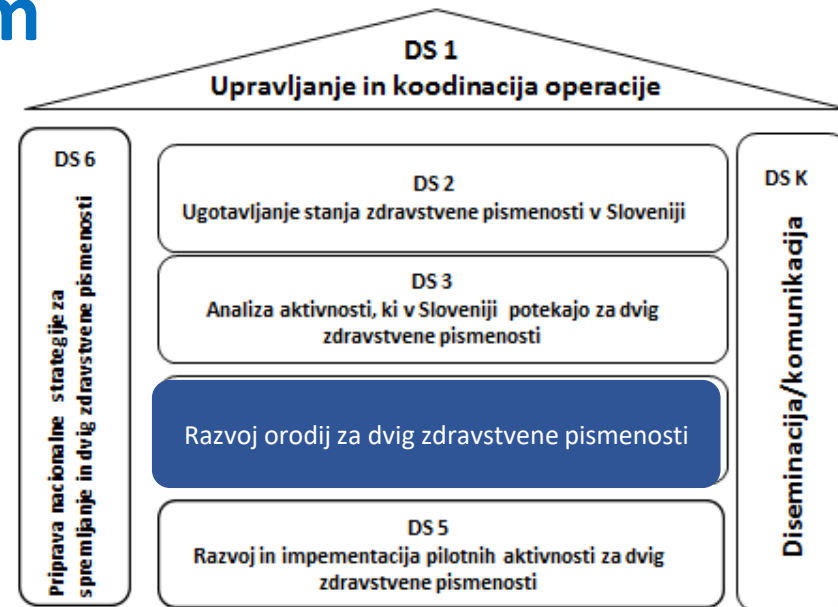 m
DS 1
Upravljanje in koodinacija operacije
DS 6
Priprava nacionalne strategije za
spremljanje in dvig zdravstvene pismenosti
DS 2
Ugotavljanje stanja zdravstvene pismenosti v Sloveniji
DS 3
Analiza aktivnosti, ki v Sloveniji potekajo za dvig
zdravstvene pismenosti
Razvoj orodij za dvig zdravstvene pismenosti
DS 5
Razvoj in impementacija pilotnih aktivnosti za dvig
zdravstvene pismenosti
DS K
Diseminacija/komunikacija